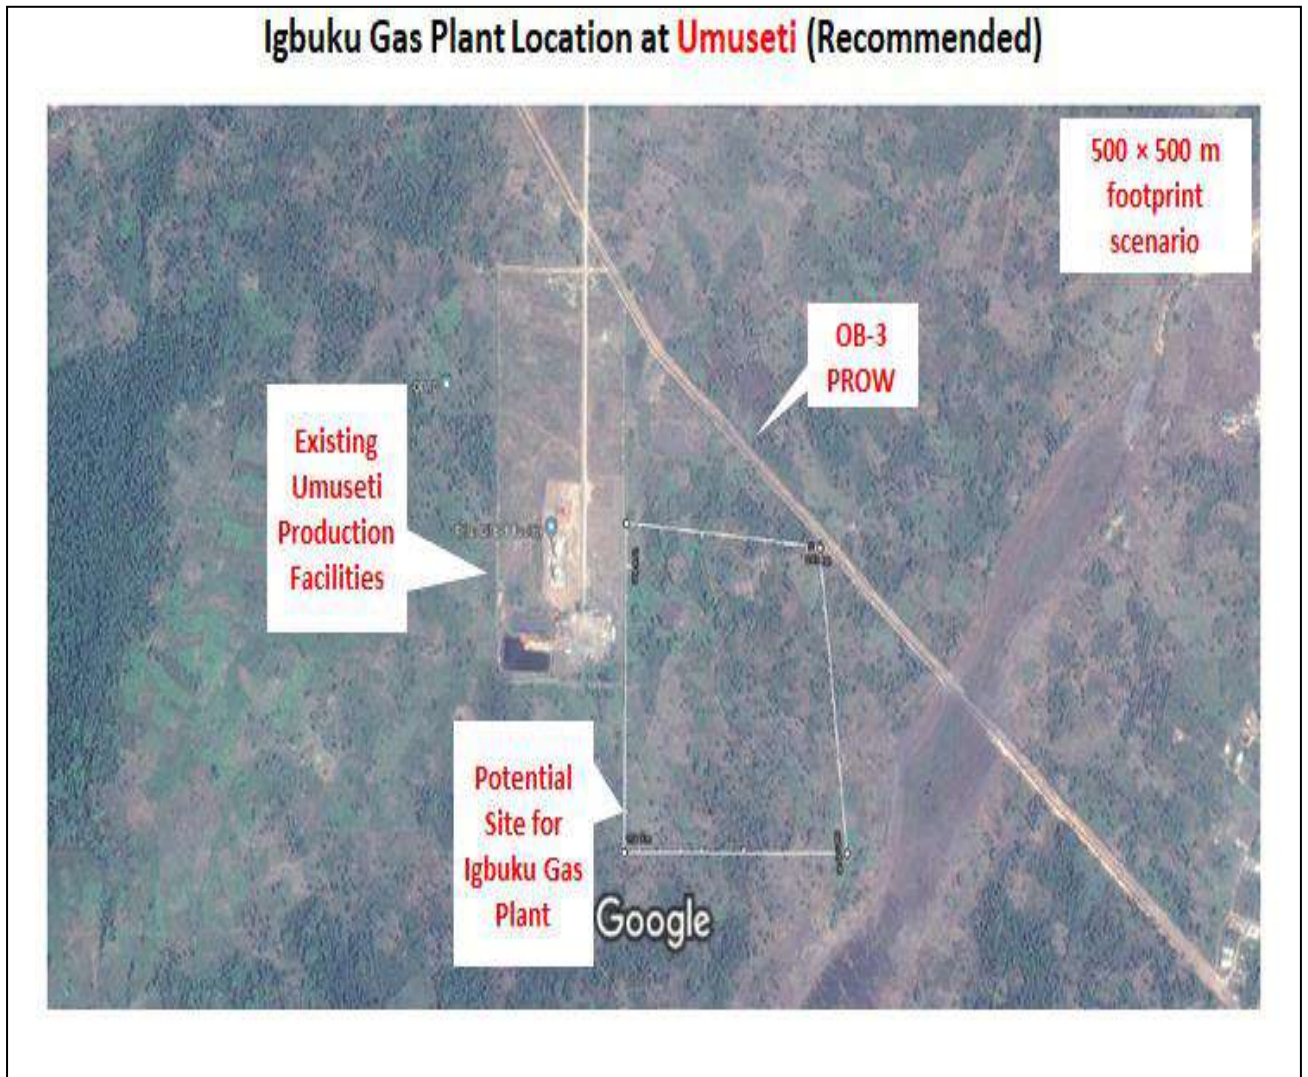 Igbuku Gas Plant Location at Umuseti (Recommended)
500 × 500 m
footprint
scenario
OB-3
PROW
Existing
Umuseti
Production
Facilities
Potential
Site for
Igbuku Gas
Plant
Google